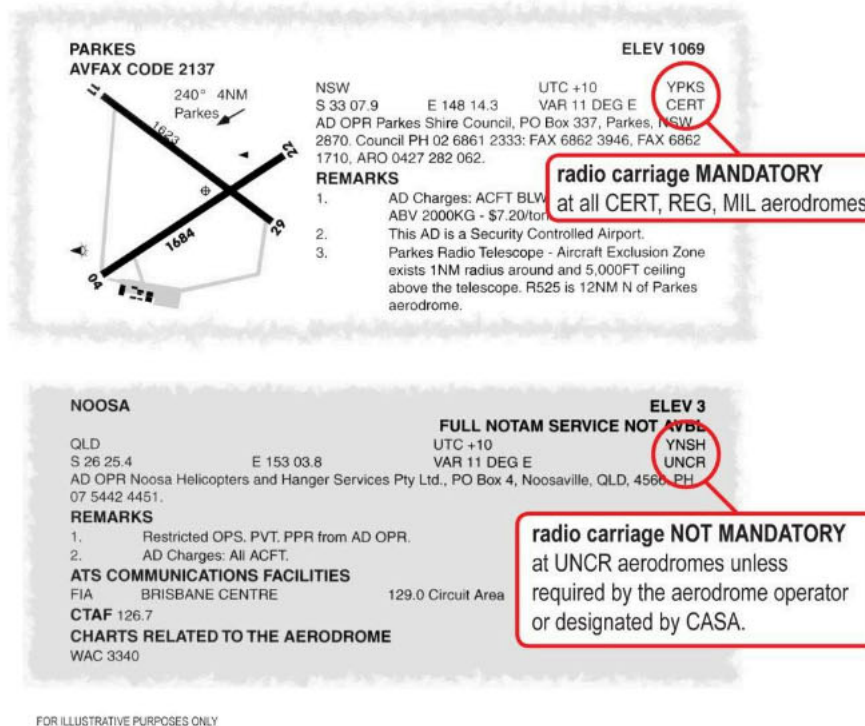 PARKES ELEV 1069
AVFAX CODE 2137
11
240° 4NM
Parkes
1623
22
29
1684
04
NSW UTC +10 YPKS
S 33 07.9 E 148 14.3 VAR 11 DEG E CERT
AD OPR Parkes Shire Council, PO Box 337, Parkes, NSW
2870. Council PH 02 6861 2333: FAX 6862 3946, FAX 6862
1710, ARO 0427 282 062.
REMARKS
1. AD Charges: ACFT BLW
ABV 2000KG - $7.20/ton
2. This AD is a Security Controlled Airport.
3. Parkes Radio Telescope - Aircraft Exclusion Zone
exists 1NM radius around and 5,000FT ceiling
above the telescope. R525 is 12NM N of Parkes
aerodrome.
radio carriage MANDATORY
at all CERT, REG, MIL aerodromes
NOOSA ELEV 3
FULL NOTAM SERVICE NOT AVBL
QLD UTC +10 YNSH
S 26 25.4 E 153 03.8 VAR 11 DEG E UNCR
AD OPR Noosa Helicopters and Hanger Services Pty Ltd., PO Box 4, Noosaville, QLD, 4566. PH
07 5442 4451.
REMARKS
1. Restricted OPS. PVT. PPR from AD OPR.
2. AD Charges: All ACFT.
ATS COMMUNICATIONS FACILITIES
FIA BRISBANE CENTRE 129.0 Circuit Area
CTAF 126.7
CHARTS RELATED TO THE AERODROME
WAC 3340
radio carriage NOT MANDATORY
at UNCR aerodromes unless
required by the aerodrome operator
or designated by CASA.
FOR ILLUSTRATIVE PURPOSES ONLY